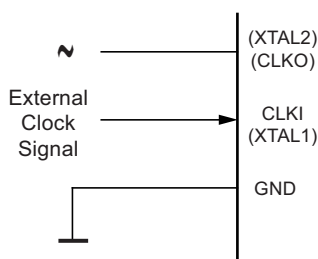 ~
(XTAL2)
(CLKO)
External
Clock
Signal
CLKI
(XTAL1)
GND